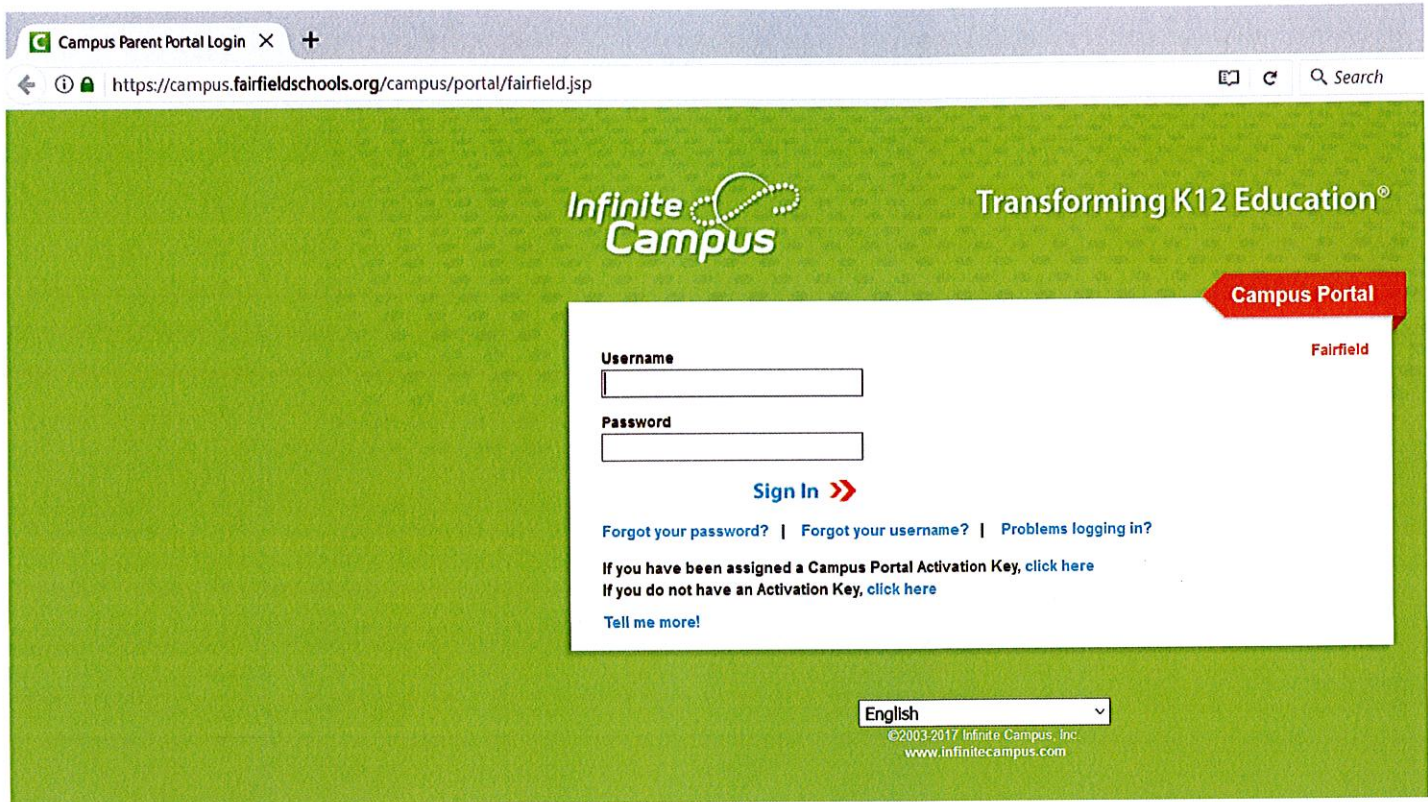 Campus Parent Portal Login
https://campus.fairfieldschools.org/campus/portal/fairfield.jsp
Search
Infinite
Campus
Transforming K12 Education®
Campus Portal
Fairfield
Username
Password
Sign In
Forgot your password? | Forgot your username? | Problems logging in?
If you have been assigned a Campus Portal Activation Key, click here
If you do not have an Activation Key, click here
Tell me more!
English
©2003-2017 Infinite Campus, Inc.
www.infinitecampus.com